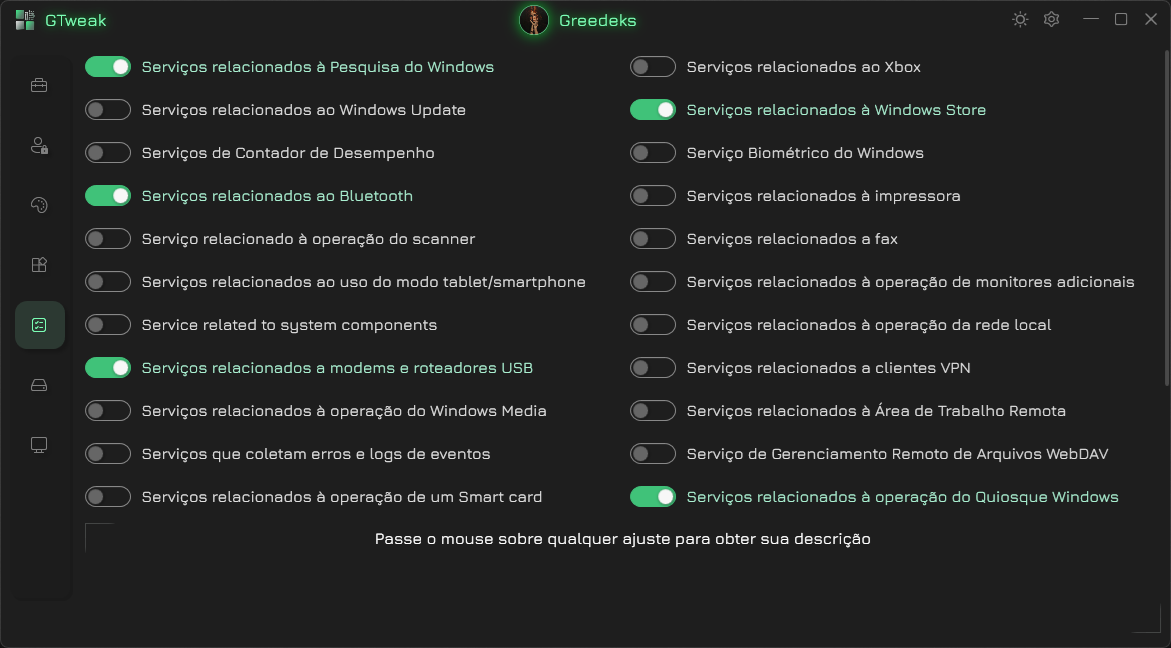 GTweak
Greedeks
Serviços relacionados à Pesquisa do Windows
Serviços relacionados ao Xbox
Serviços relacionados ao Windows Update
Serviços relacionados à Windows Store
Serviços de Contador de Desempenho
Serviço Biométrico do Windows
Serviços relacionados ao Bluetooth
Serviços relacionados à impressora
Serviço relacionado à operação do scanner
Serviços relacionados a fax
Serviços relacionados ao uso do modo tablet/smartphone
Serviços relacionados à operação de monitores adicionais
Service related to system components
Serviços relacionados à operação da rede local
Serviços relacionados a modems e roteadores USB
Serviços relacionados a clientes VPN
Serviços relacionados à operação do Windows Media
Serviços relacionados à Área de Trabalho Remota
Serviços que coletam erros e logs de eventos
Serviço de Gerenciamento Remoto de Arquivos WebDAV
Serviços relacionados à operação de um Smart card
Serviços relacionados à operação do Quiosque Windows
Passe o mouse sobre qualquer ajuste para obter sua descrição